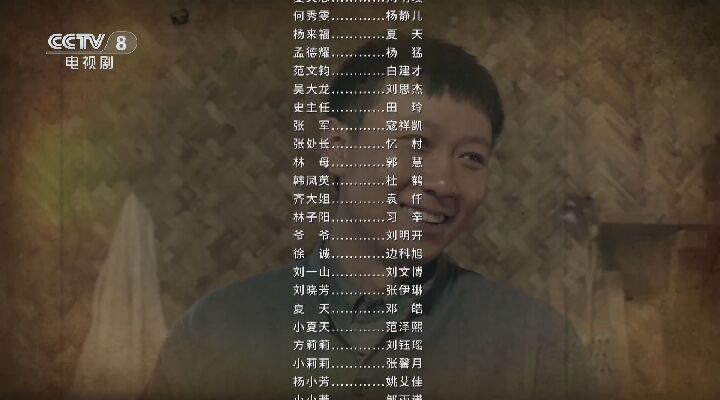 CCTV 8
电视剧
何秀雯............杨静儿
杨来福............夏　天
孟德耀............杨　猛
范文钧............白建才
吴大龙............刘思杰
史主任............田　玲
张　军............寇祥凯
张处长............忆　村
林　母............郭　慧
韩凤英............杜　鹤
齐大姐............袁　仟
林子阳............习　辛
爷　爷............刘明开
徐　诚............边科旭
刘一山............刘文博
刘晓芳............张伊琳
夏　天............邓　皓
小夏天............范泽熙
方莉莉............刘钰瑶
小莉莉............张馨月
杨小芳............姚艾佳